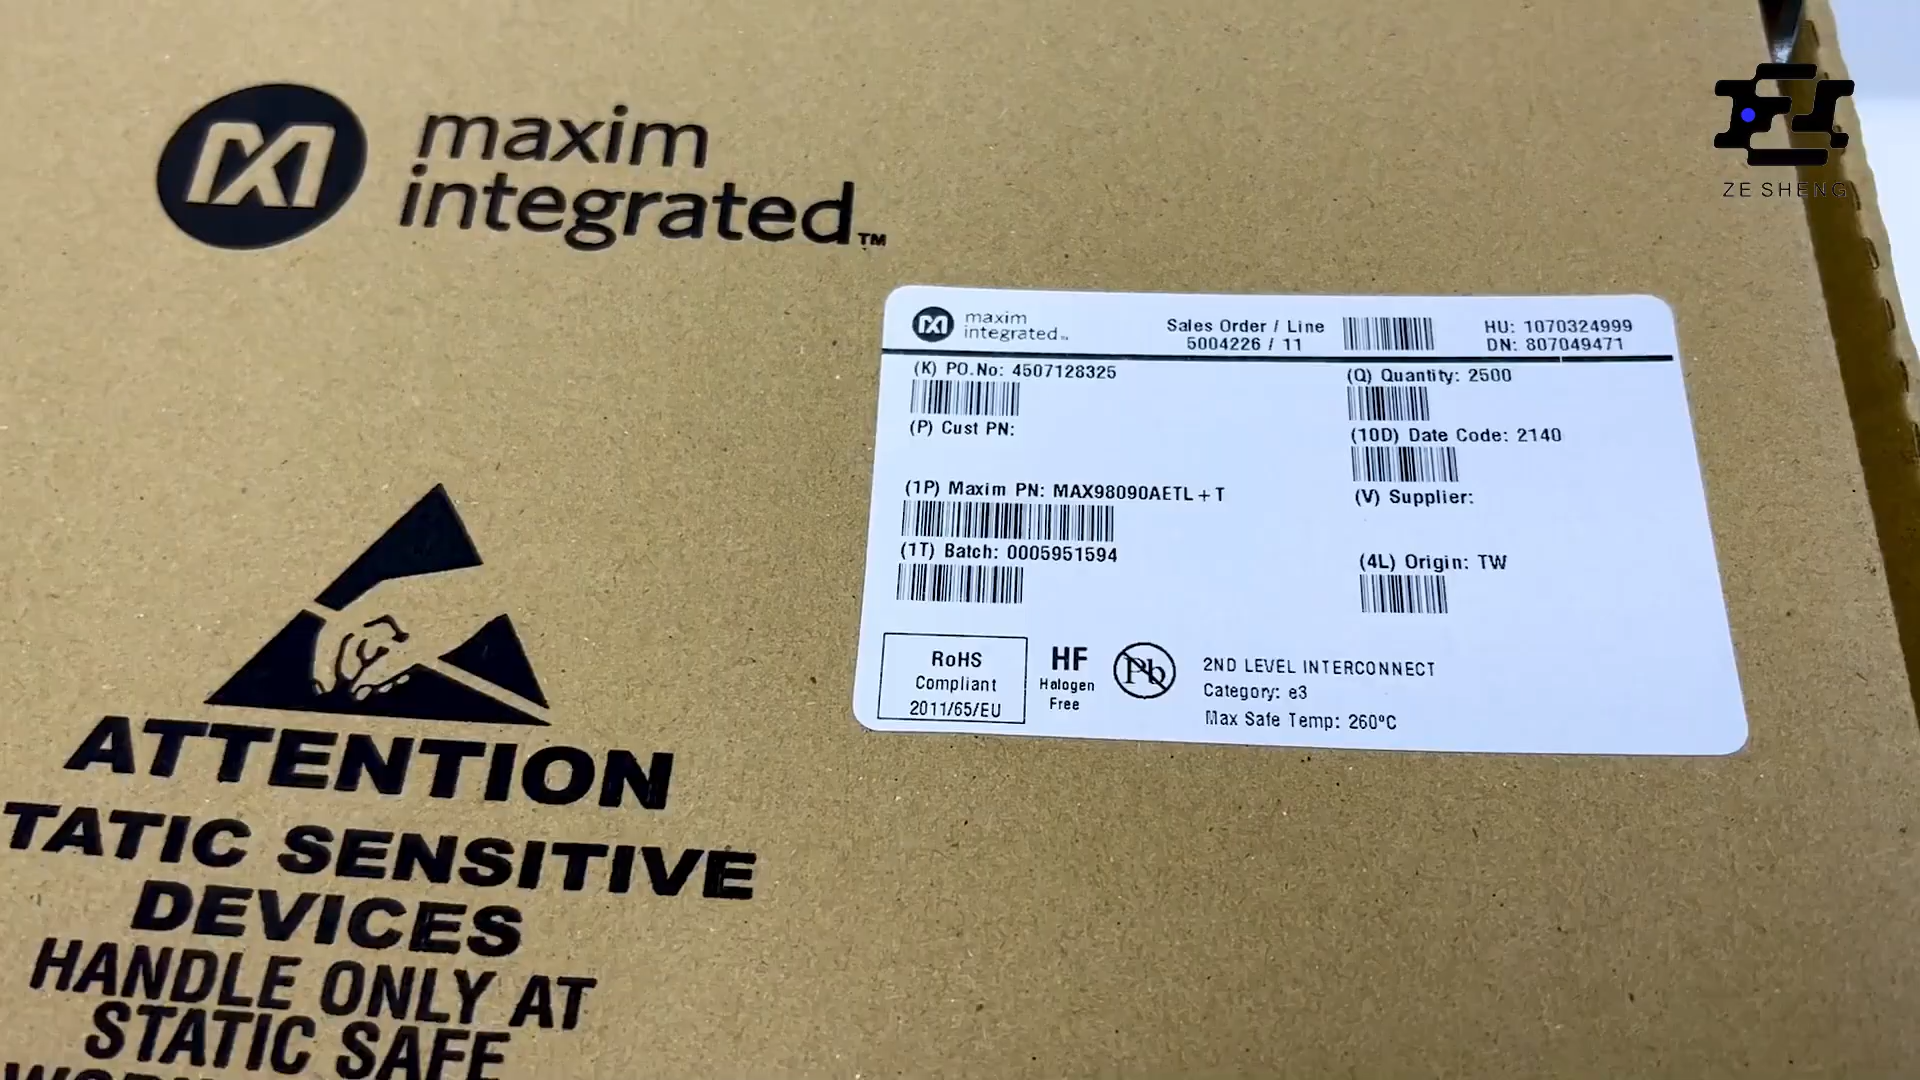 maxim
integrated™
ZE SHENG
maxim
integrated™
Sales Order / Line
5004226 / 11
HU: 1070324999
DN: 807049471
(K) PO.No: 4507128325
(Q) Quantity: 2500
(P) Cust PN:
(10D) Date Code: 2140
(1P) Maxim PN: MAX98090AETL+T
(V) Supplier:
(1T) Batch: 0005951594
(4L) Origin: TW
RoHS
Compliant
2011/65/EU
HF
Halogen
Free
Pb
2ND LEVEL INTERCONNECT
Category: e3
Max Safe Temp: 260ºC
ATTENTION
TATIC SENSITIVE
DEVICES
HANDLE ONLY AT
STATIC SAFE